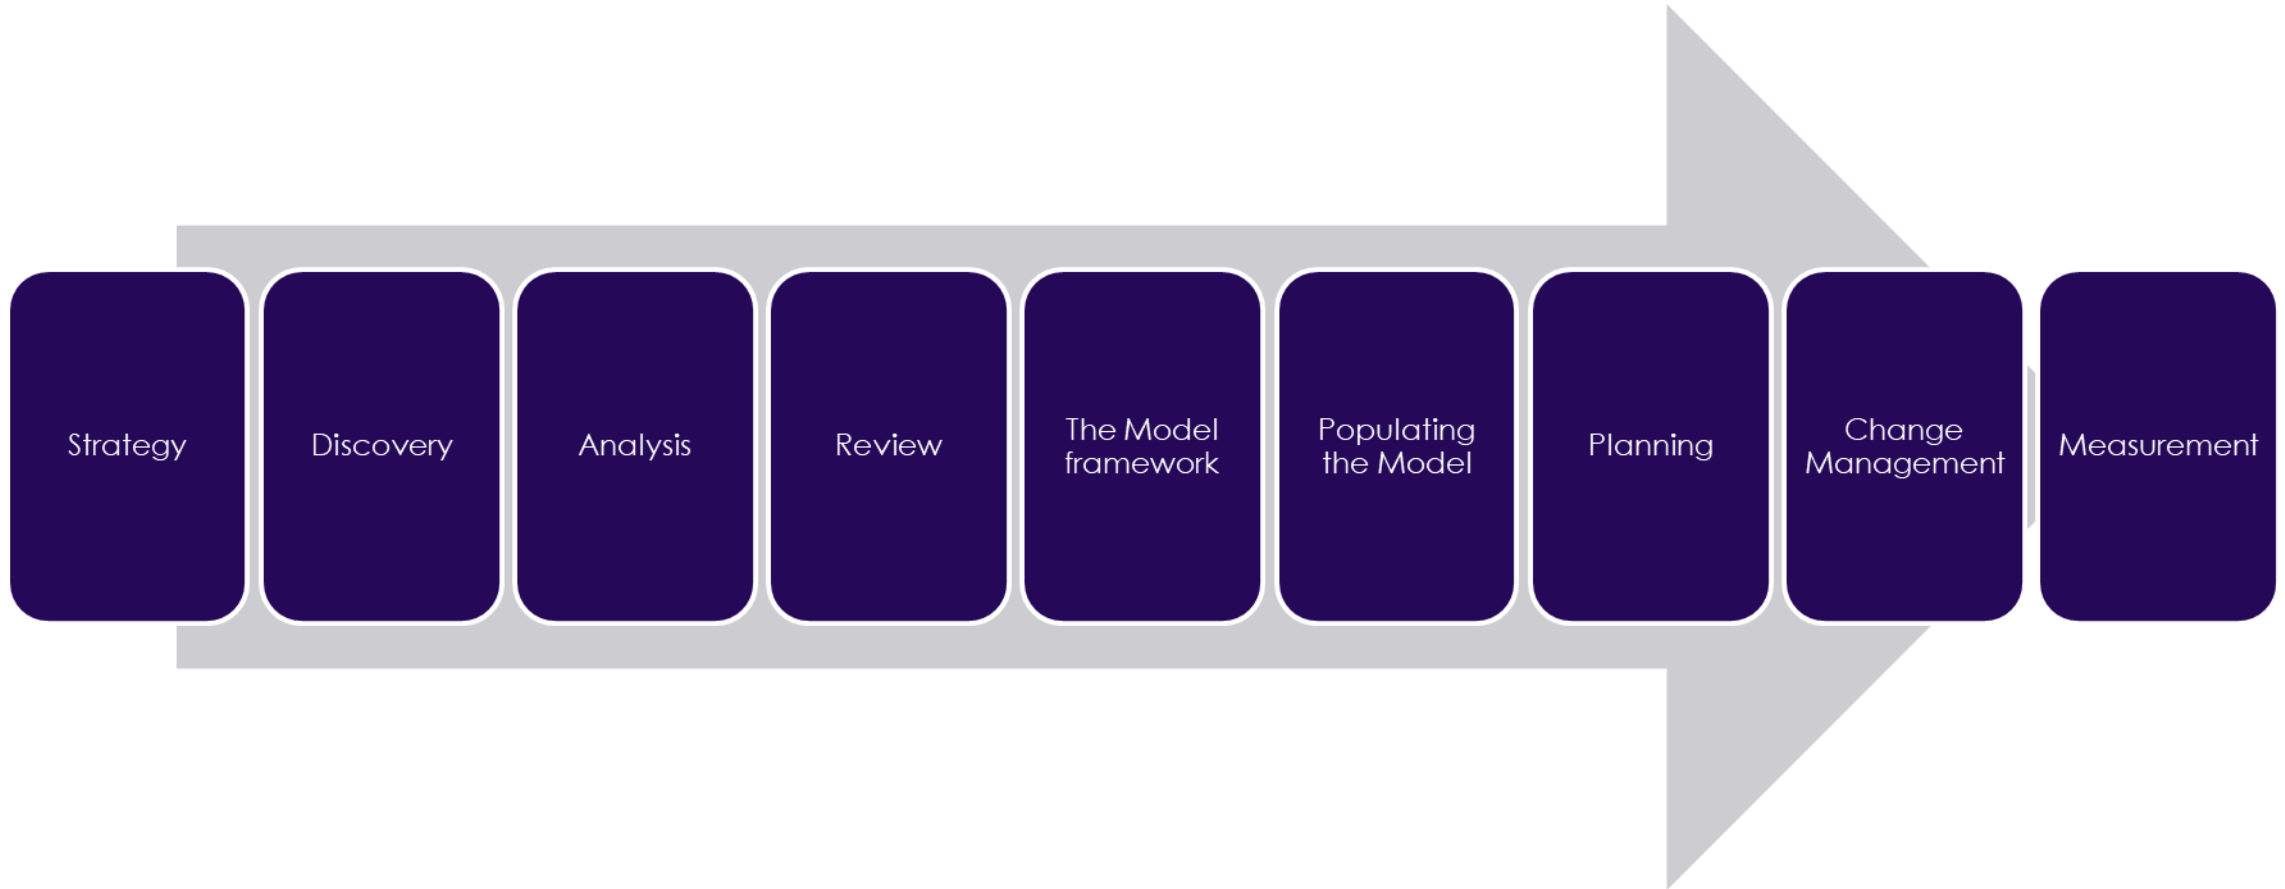 Strategy
Discovery
Analysis
Review
The Model
framework
Populating
the Model
Planning
Change
Management
Measurement